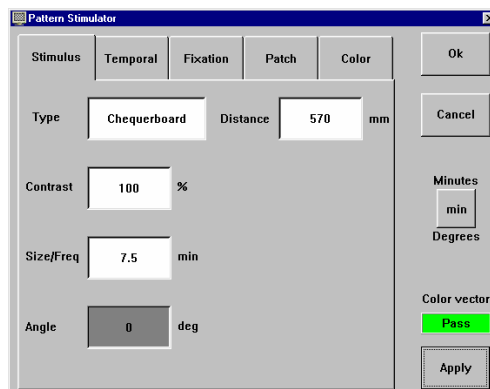 Pattern Stimulator
Stimulus Temporal Fixation Patch Color
Ok
Type Chequerboard Distance 570 mm
Cancel
Contrast 100 %
Minutes
min
Degrees
Size/Freq 7.5 min
Color vector
Pass
Angle 0 deg
Apply